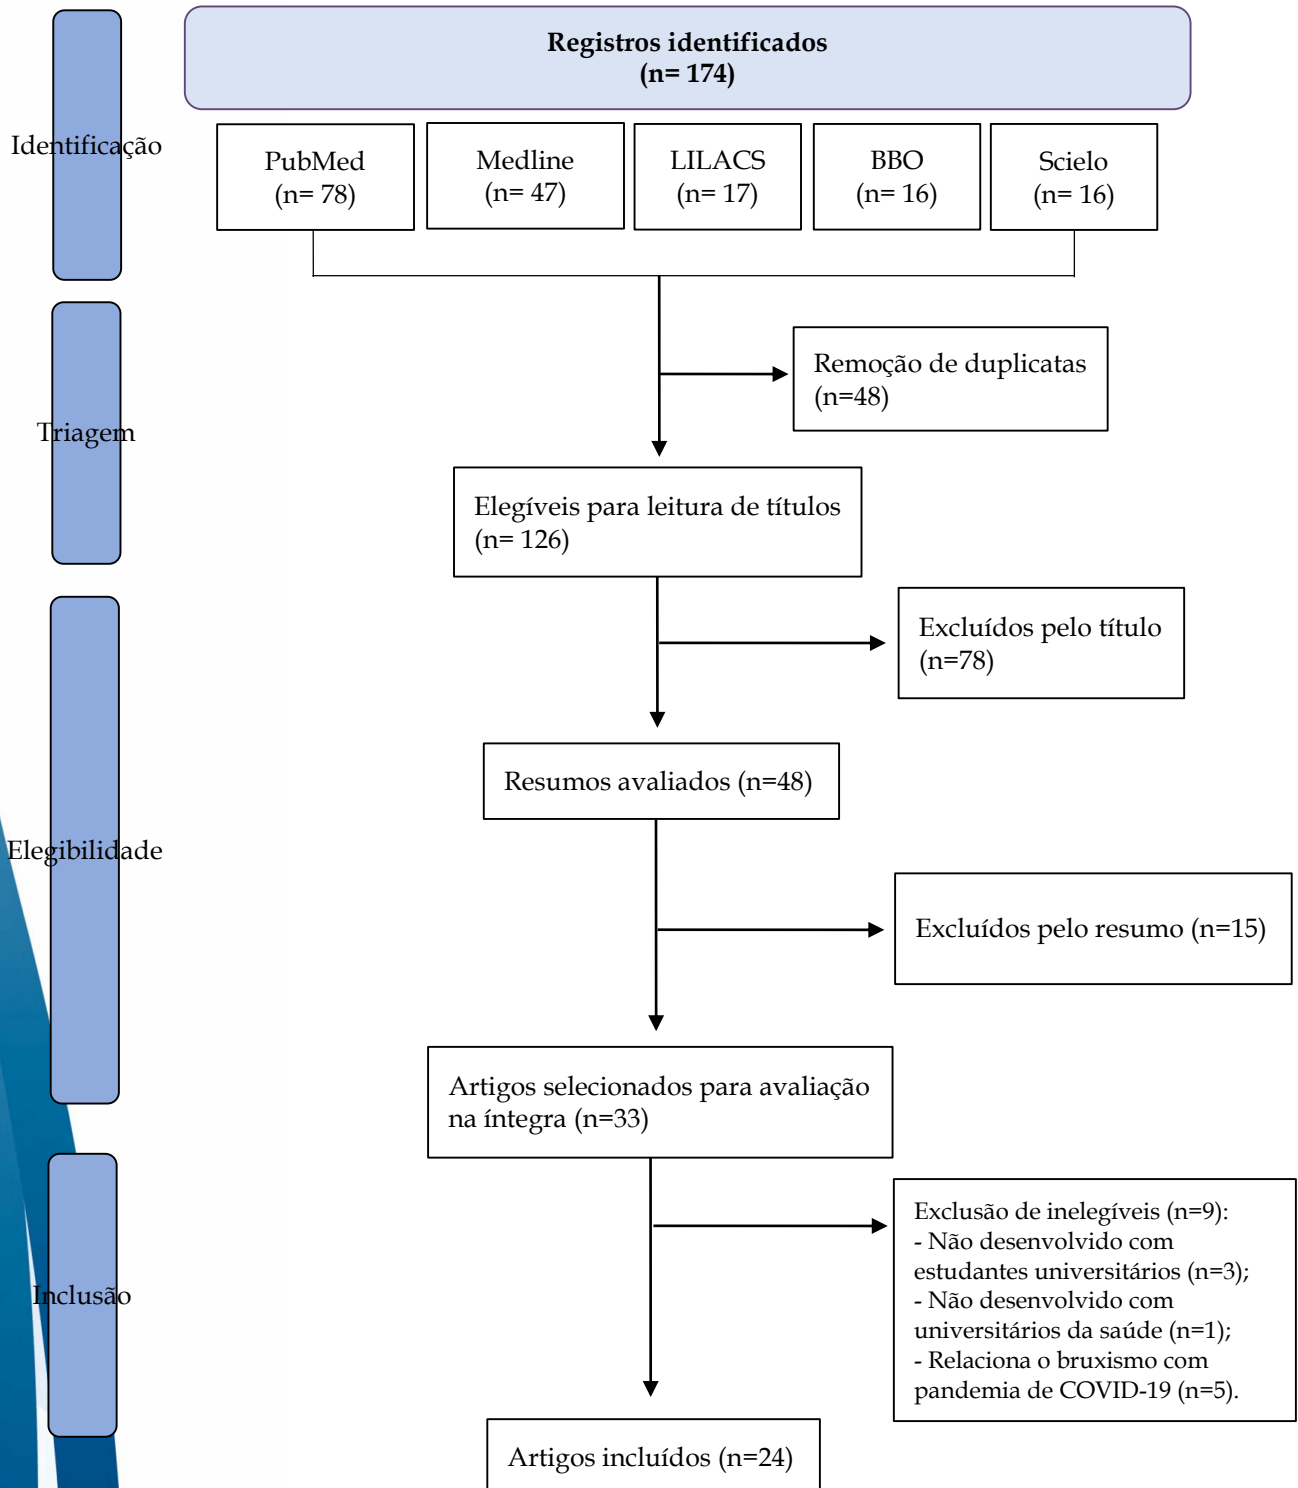 Registros identificados
(n= 174)
Identificação
PubMed
(n= 78)
Medline
(n= 47)
LILACS
(n= 17)
BBO
(n= 16)
Scielo
(n= 16)
Remoção de duplicatas
(n=48)
Triagem
Elegíveis para leitura de títulos
(n= 126)
Excluídos pelo título
(n=78)
Resumos avaliados (n=48)
Elegibilidade
Excluídos pelo resumo (n=15)
Artigos selecionados para avaliação
na íntegra (n=33)
Exclusão de inelegíveis (n=9):
- Não desenvolvido com
estudantes universitários (n=3);
- Não desenvolvido com
universitários da saúde (n=1);
- Relaciona o bruxismo com
pandemia de COVID-19 (n=5).
Inclusão
Artigos incluídos (n=24)